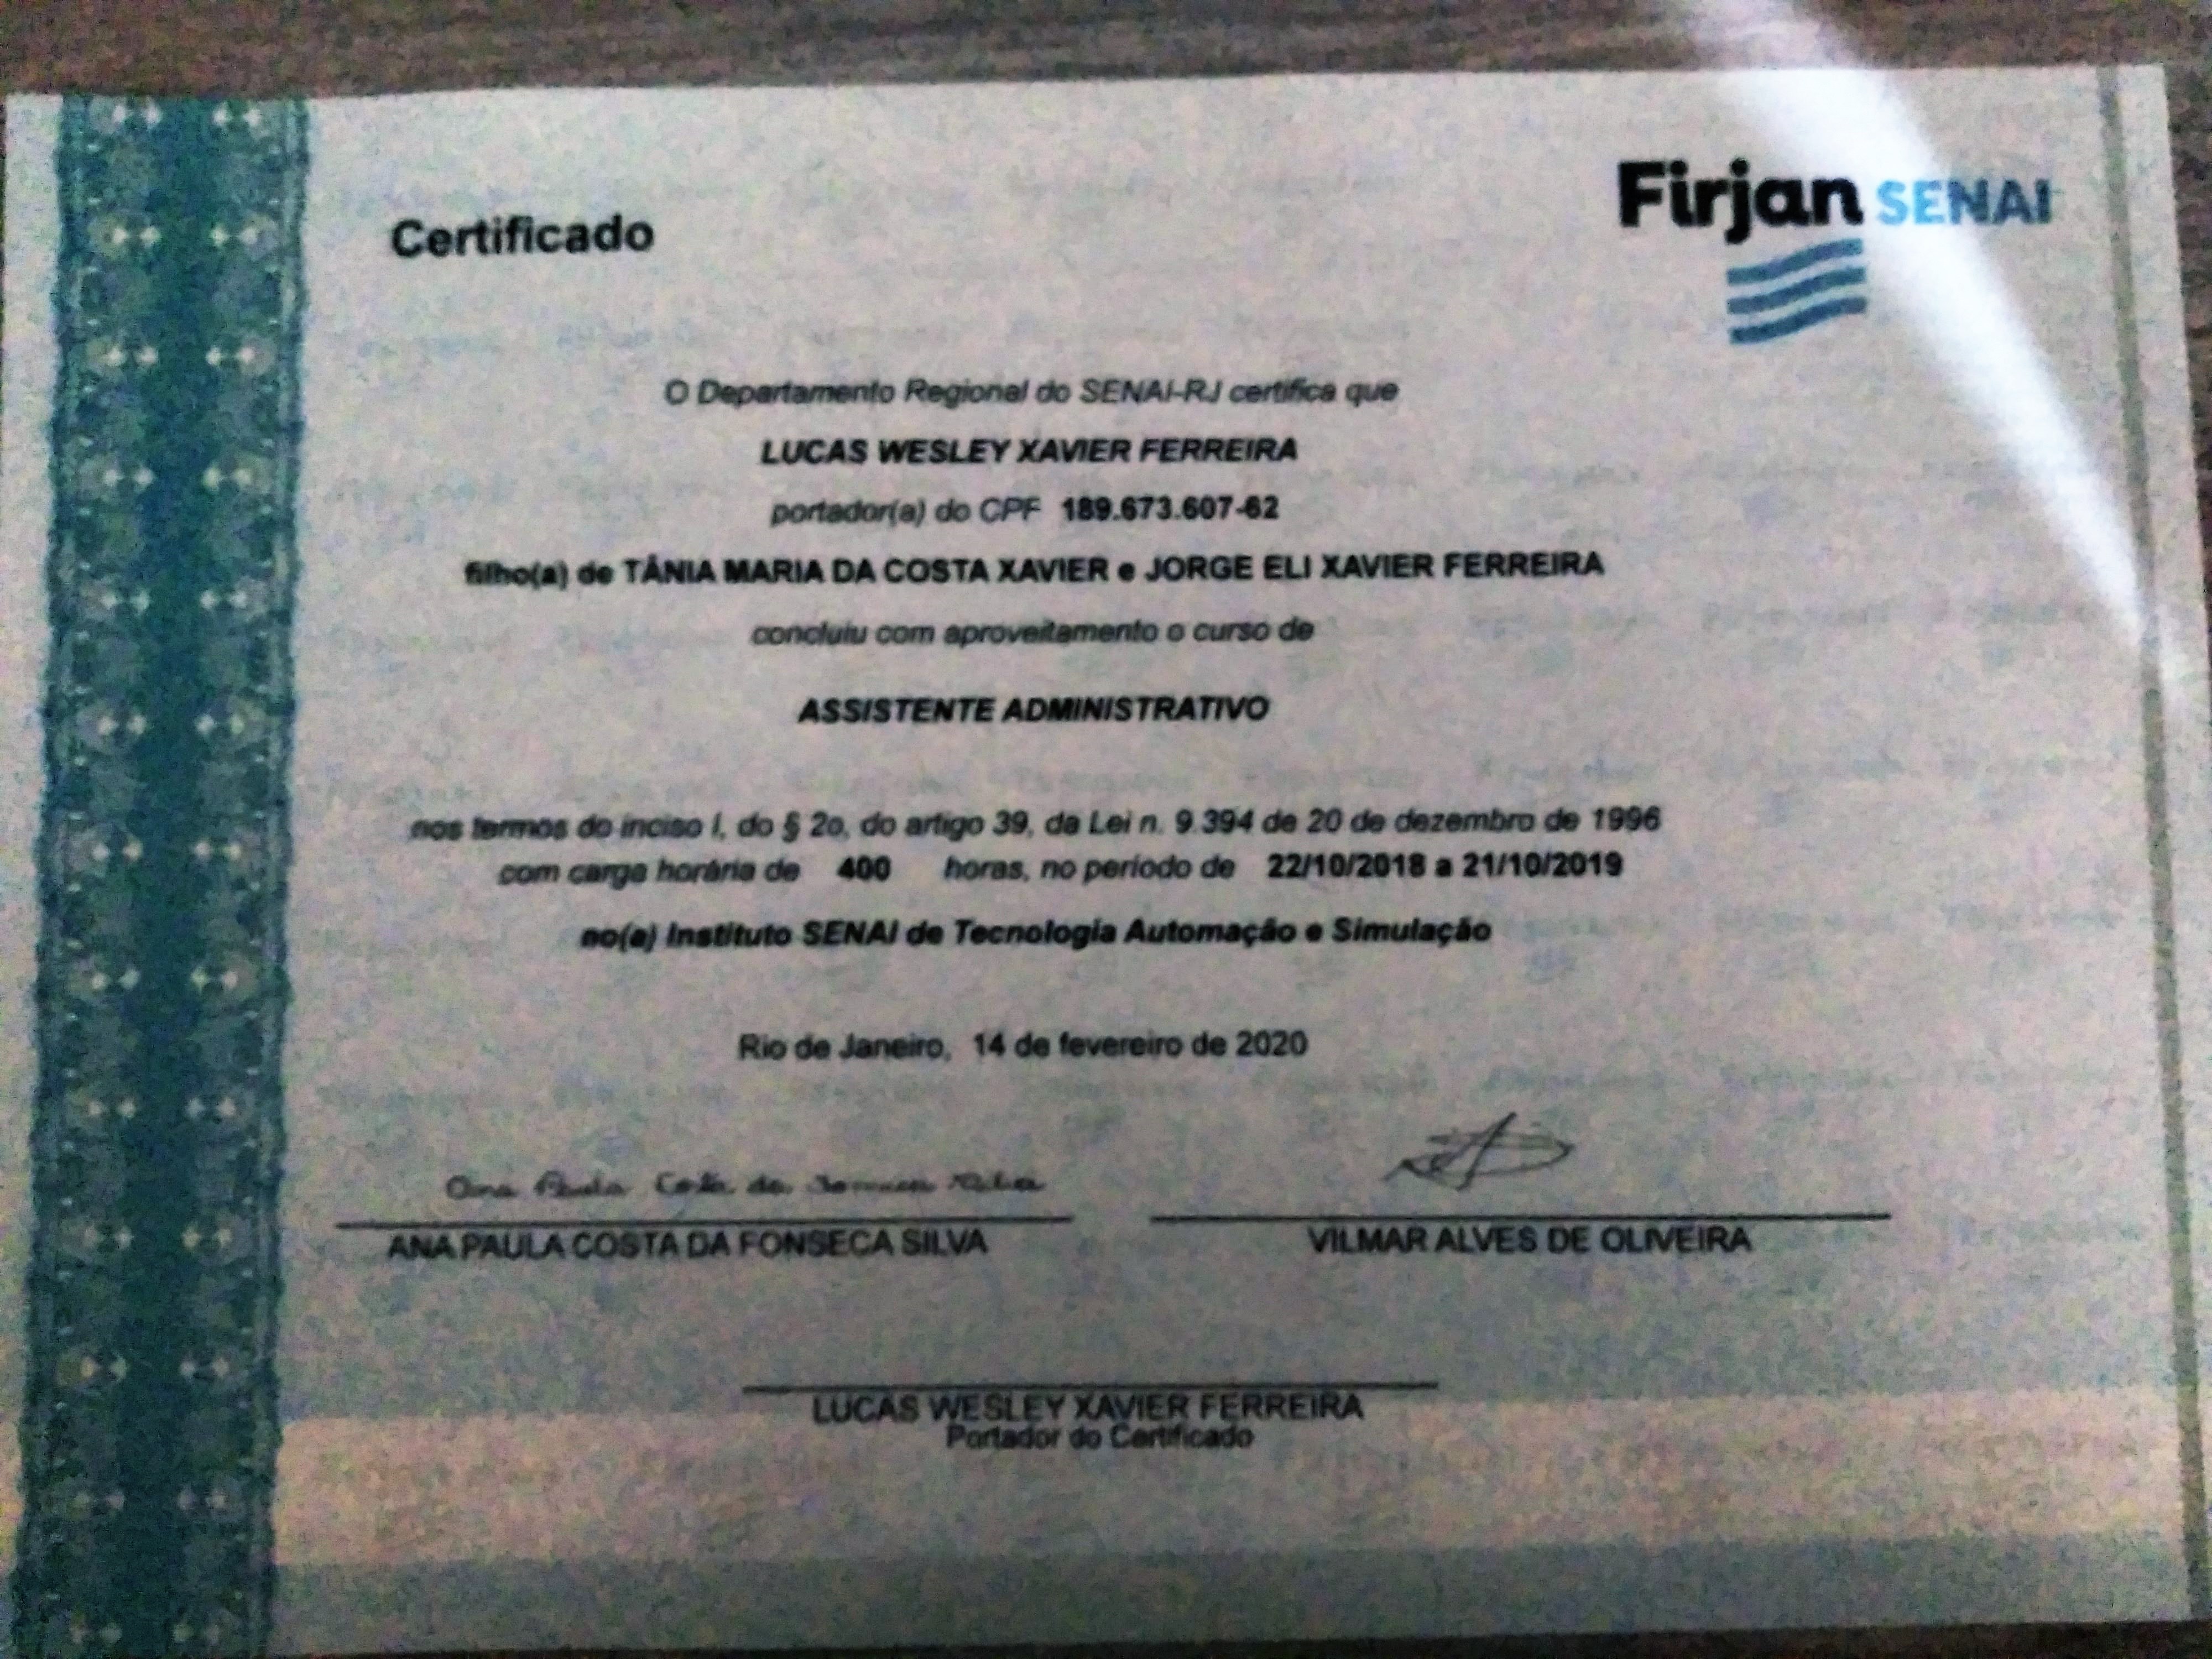 Firjan SENAI
Certificado
O Departamento Regional do SENAI-RJ certifica que
LUCAS WESLEY XAVIER FERREIRA
portador(a) do CPF 189.673.607-62
filho(a) de TÂNIA MARIA DA COSTA XAVIER e JORGE ELI XAVIER FERREIRA
concluiu com aproveitamento o curso de
ASSISTENTE ADMINISTRATIVO
nos termos do inciso I, do § 2o, do artigo 39, da Lei n. 9.394 de 20 de dezembro de 1996
com carga horária de 400 horas, no período de 22/10/2018 a 21/10/2019
no(a) Instituto SENAI de Tecnologia Automação e Simulação
Rio de Janeiro, 14 de fevereiro de 2020
Ana Paula Costa da Fonseca Silva
ANA PAULA COSTA DA FONSECA SILVA
VILMAR ALVES DE OLIVEIRA
LUCAS WESLEY XAVIER FERREIRA
Portador do Certificado